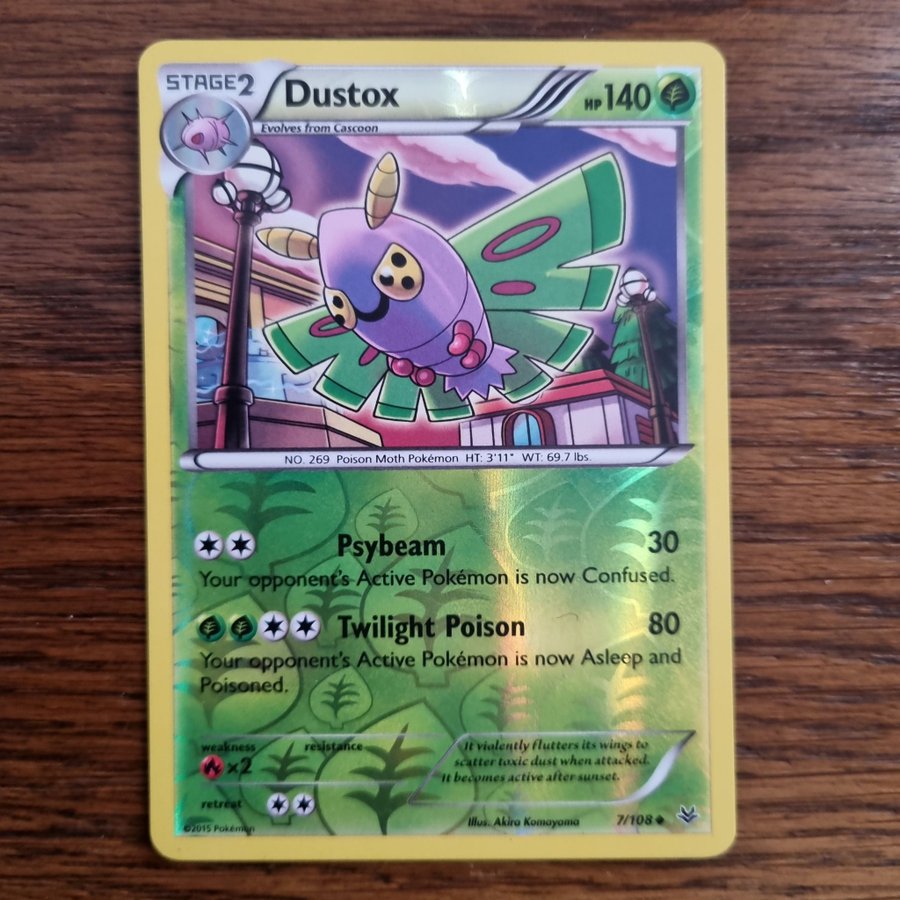 STAGE2
Dustox
HP140
Evolves from Cascoon
NO. 269 Poison Moth Pokémon HT: 3'11" WT: 69.7 lbs.
Psybeam 30
Your opponent's Active Pokémon is now Confused.
Twilight Poison 80
Your opponent's Active Pokémon is now Asleep and
Poisoned.
weakness resistance
×2
It violently flutters its wings to
scatter toxic dust when attacked.
It becomes active after sunset.
retreat
©2015 Pokémon
Illus. Akira Komayama
7/108